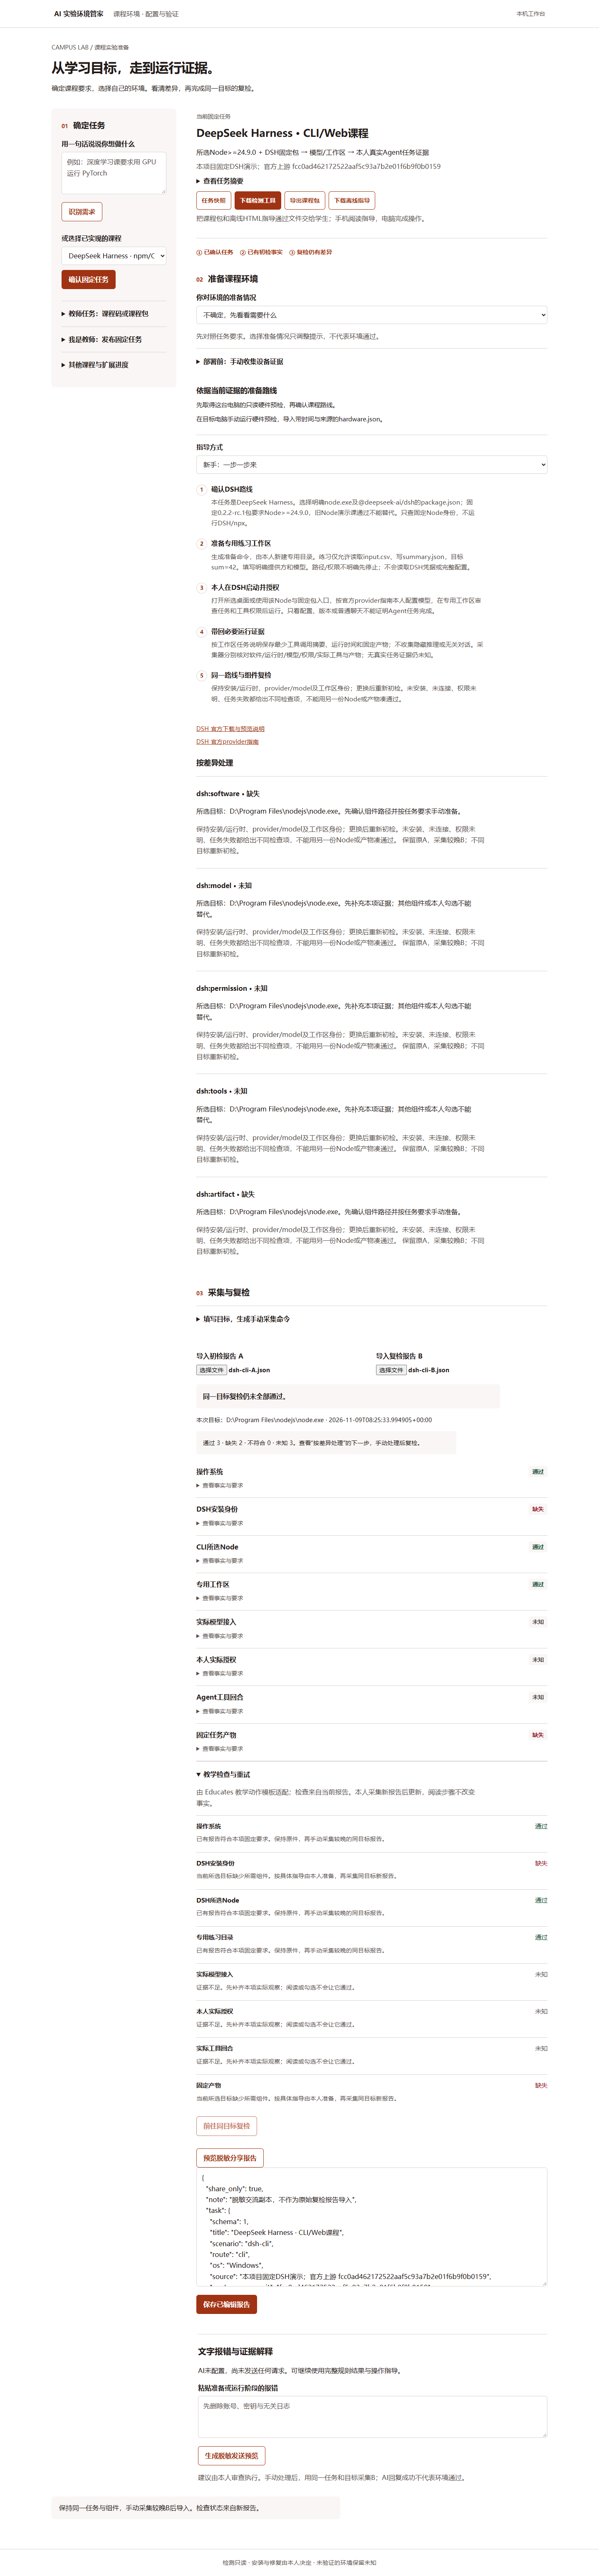 AI 实验环境管家
课程环境 · 配置与验证
本机工作台
CAMPUS LAB / 课程实验准备
从学习目标，走到运行证据。
确定课程要求，选择自己的环境。看清差异，再完成同一目标的复检。
01 确定任务
用一句话说说你想做什么
例如：深度学习课要求用 GPU
运行 PyTorch
识别需求
或选择已实现的课程
DeepSeek Harness · npm/C
确认固定任务
教师任务：课程码或课程包
我是教师：发布固定任务
其他课程与扩展进度
当前固定任务
DeepSeek Harness • CLI/Web课程
所选Node>=24.9.0 + DSH固定包 → 模型/工作区 → 本人真实Agent任务证据
本项目固定DSH演示；官方上游 fcc0ad462172522aaf5c93a7b2e01f6b9f0b0159
查看任务摘要
任务快照
下载检测工具
导出课程包
下载离线指导
把课程包和离线HTML指导通过文件交给学生；手机阅读指导，电脑完成操作。
① 已确认任务 ② 已有初检事实 ③ 复检仍有差异
02 准备课程环境
你对环境的准备情况
不确定，先看看需要什么
先对照任务要求。选择准备情况只调整提示，不代表环境通过。
部署前：手动收集设备证据
依据当前证据的准备路线
先取得这台电脑的只读硬件预检，再确认课程路线。
在目标电脑手动运行硬件预检，导入带时间与来源的hardware.json。
指导方式
新手：一步一步来
1 确认DSH路线
本任务是DeepSeek Harness。选择明确node.exe及@deepseek-ai/dsh的package.json；固
定0.2.2-rc.1包要求Node>=24.9.0，旧Node演示课通过不能替代。只查固定Node身份，不运
行DSH/npx。
2 准备专用练习工作区
生成准备命令，由本人新建专用目录。练习仅允许读input.csv、写summary.json，目标
sum=42。填写明确提供方和模型。路径/权限不明确先停止；不会读DSH凭据或完整配置。
3 本人在DSH启动并授权
打开所选桌面或使用该Node与固定包入口，按官方provider指南本人配置模型，在专用工作区审
查任务和工具权限后运行。只看配置、版本或普通聊天不能证明Agent任务完成。
4 带回必要运行证据
按工作区任务说明保存最少工具调用摘要、运行时间和固定产物；不收集隐藏推理或无关对话。采
集器分别核对软件/运行时/模型/权限/实际工具与产物；无真实任务证据仍未知。
5 同一路线与组件复检
保持安装/运行时、provider/model及工作区身份；更换后重新初检。未安装、未连接、权限未
明、任务失败都给出不同检查项，不能用另一份Node或产物凑通过。
DSH 官方下载与预览说明
DSH 官方provider指南
按差异处理
dsh:software • 缺失
所选目标：D:\Program Files\nodejs\node.exe。先确认组件路径并按任务要求手动准备。
保持安装/运行时、provider/model及工作区身份；更换后重新初检。未安装、未连接、权限未
明、任务失败都给出不同检查项，不能用另一份Node或产物凑通过。 保留原A，采集较晚B；不同
目标重新初检。
dsh:model • 未知
所选目标：D:\Program Files\nodejs\node.exe。先补充本项证据；其他组件或本人勾选不能
替代。
保持安装/运行时、provider/model及工作区身份；更换后重新初检。未安装、未连接、权限未
明、任务失败都给出不同检查项，不能用另一份Node或产物凑通过。 保留原A，采集较晚B；不同
目标重新初检。
dsh:permission • 未知
所选目标：D:\Program Files\nodejs\node.exe。先补充本项证据；其他组件或本人勾选不能
替代。
保持安装/运行时、provider/model及工作区身份；更换后重新初检。未安装、未连接、权限未
明、任务失败都给出不同检查项，不能用另一份Node或产物凑通过。 保留原A，采集较晚B；不同
目标重新初检。
dsh:tools • 未知
所选目标：D:\Program Files\nodejs\node.exe。先补充本项证据；其他组件或本人勾选不能
替代。
保持安装/运行时、provider/model及工作区身份；更换后重新初检。未安装、未连接、权限未
明、任务失败都给出不同检查项，不能用另一份Node或产物凑通过。 保留原A，采集较晚B；不同
目标重新初检。
dsh:artifact • 缺失
所选目标：D:\Program Files\nodejs\node.exe。先确认组件路径并按任务要求手动准备。
保持安装/运行时、provider/model及工作区身份；更换后重新初检。未安装、未连接、权限未
明、任务失败都给出不同检查项，不能用另一份Node或产物凑通过。 保留原A，采集较晚B；不同
目标重新初检。
03 采集与复检
填写目标，生成手动采集命令
导入初检报告 A
选择文件 dsh-cli-A.json
导入复检报告 B
选择文件 dsh-cli-B.json
同一目标复检仍未全部通过。
本次目标：D:\Program Files\nodejs\node.exe · 2026-11-09T08:25:33.994905+00:00
通过 3 · 缺失 2 · 不符合 0 · 未知 3。查看“按差异处理”的下一步，手动处理后复检。
操作系统 通过
查看事实与要求
DSH安装身份 缺失
查看事实与要求
CLI所选Node 通过
查看事实与要求
专用工作区 通过
查看事实与要求
实际模型接入 未知
查看事实与要求
本人实际授权 未知
查看事实与要求
Agent工具回合 未知
查看事实与要求
固定任务产物 缺失
查看事实与要求
教学检查与重试
由 Educates 教学动作模板适配；检查来自当前报告。本人采集新报告后更新，阅读步骤不改变
事实。
操作系统 通过
已有报告符合本项固定要求。保持原件，再手动采集较晚的同目标报告。
DSH安装身份 缺失
当前所选目标缺少所需组件。按具体指导由本人准备，再采集同目标新报告。
DSH所选Node 通过
已有报告符合本项固定要求。保持原件，再手动采集较晚的同目标报告。
专用练习目录 通过
已有报告符合本项固定要求。保持原件，再手动采集较晚的同目标报告。
实际模型接入 未知
证据不足。先补齐本项实际观察；阅读或勾选不会让它通过。
本人实际授权 未知
证据不足。先补齐本项实际观察；阅读或勾选不会让它通过。
实际工具回合 未知
证据不足。先补齐本项实际观察；阅读或勾选不会让它通过。
固定产物 缺失
当前所选目标缺少所需组件。按具体指导由本人准备，再采集同目标新报告。
前往同目标复检
预览脱敏分享报告
{
"share_only": true,
"note": "脱敏交流副本，不作为原始复检报告导入",
"task": {
"schema": 1,
"title": "DeepSeek Harness · CLI/Web课程",
"scenario": "dsh-cli",
"route": "cli",
"os": "Windows",
"source": "本项目固定DSH演示；官方上游 fcc0ad462172522aaf5c93a7b2e01f6b9f0b0159",
保存已编辑报告
文字报错与证据解释
AI未配置，尚未发送任何请求。可继续使用完整规则结果与操作指导。
粘贴准备或运行阶段的报错
先删除账号、密钥与无关日志
生成脱敏发送预览
建议由本人审查执行。手动处理后，用同一任务和目标采集B；AI回复成功不代表环境通过。
保持同一任务与组件，手动采集较晚B后导入。检查状态来自新报告。
检测只读 · 安装与修复由本人决定 · 未验证的环境保留未知